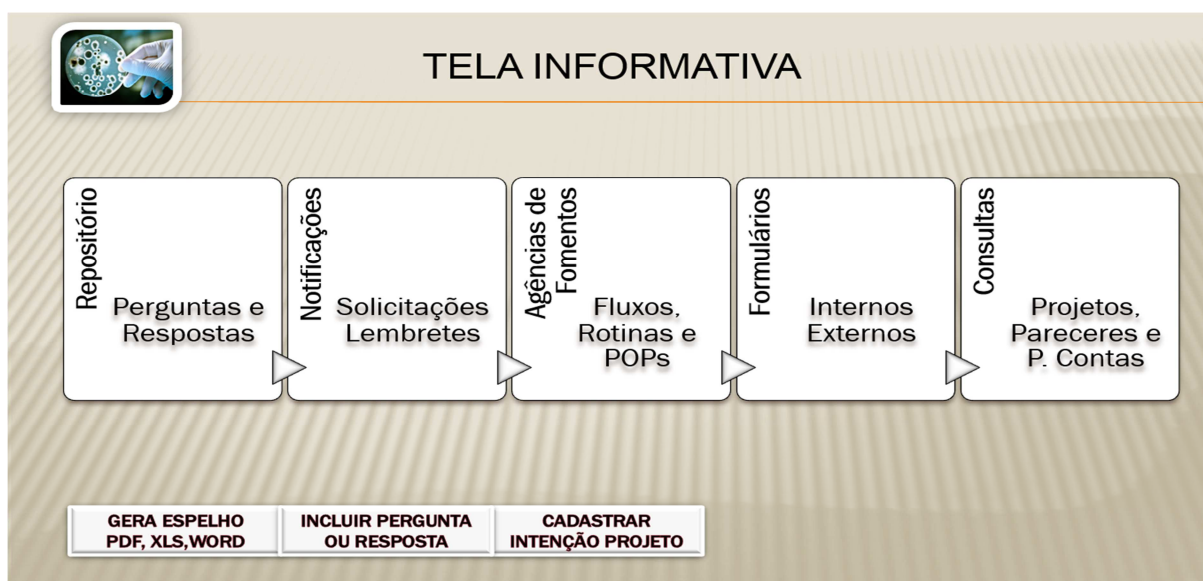 TELA INFORMATIVA
Repositório
Perguntas e
Respostas
Notificações
Solicitações
Lembretes
Agências de
Fomentos
Fluxos,
Rotinas e
POPs
Formulários
Internos
Externos
Consultas
Projetos,
Pareceres e
P. Contas
GERA ESPELHO
PDF, XLS,WORD
INCLUIR PERGUNTA
OU RESPOSTA
CADASTRAR
INTENÇÃO PROJETO